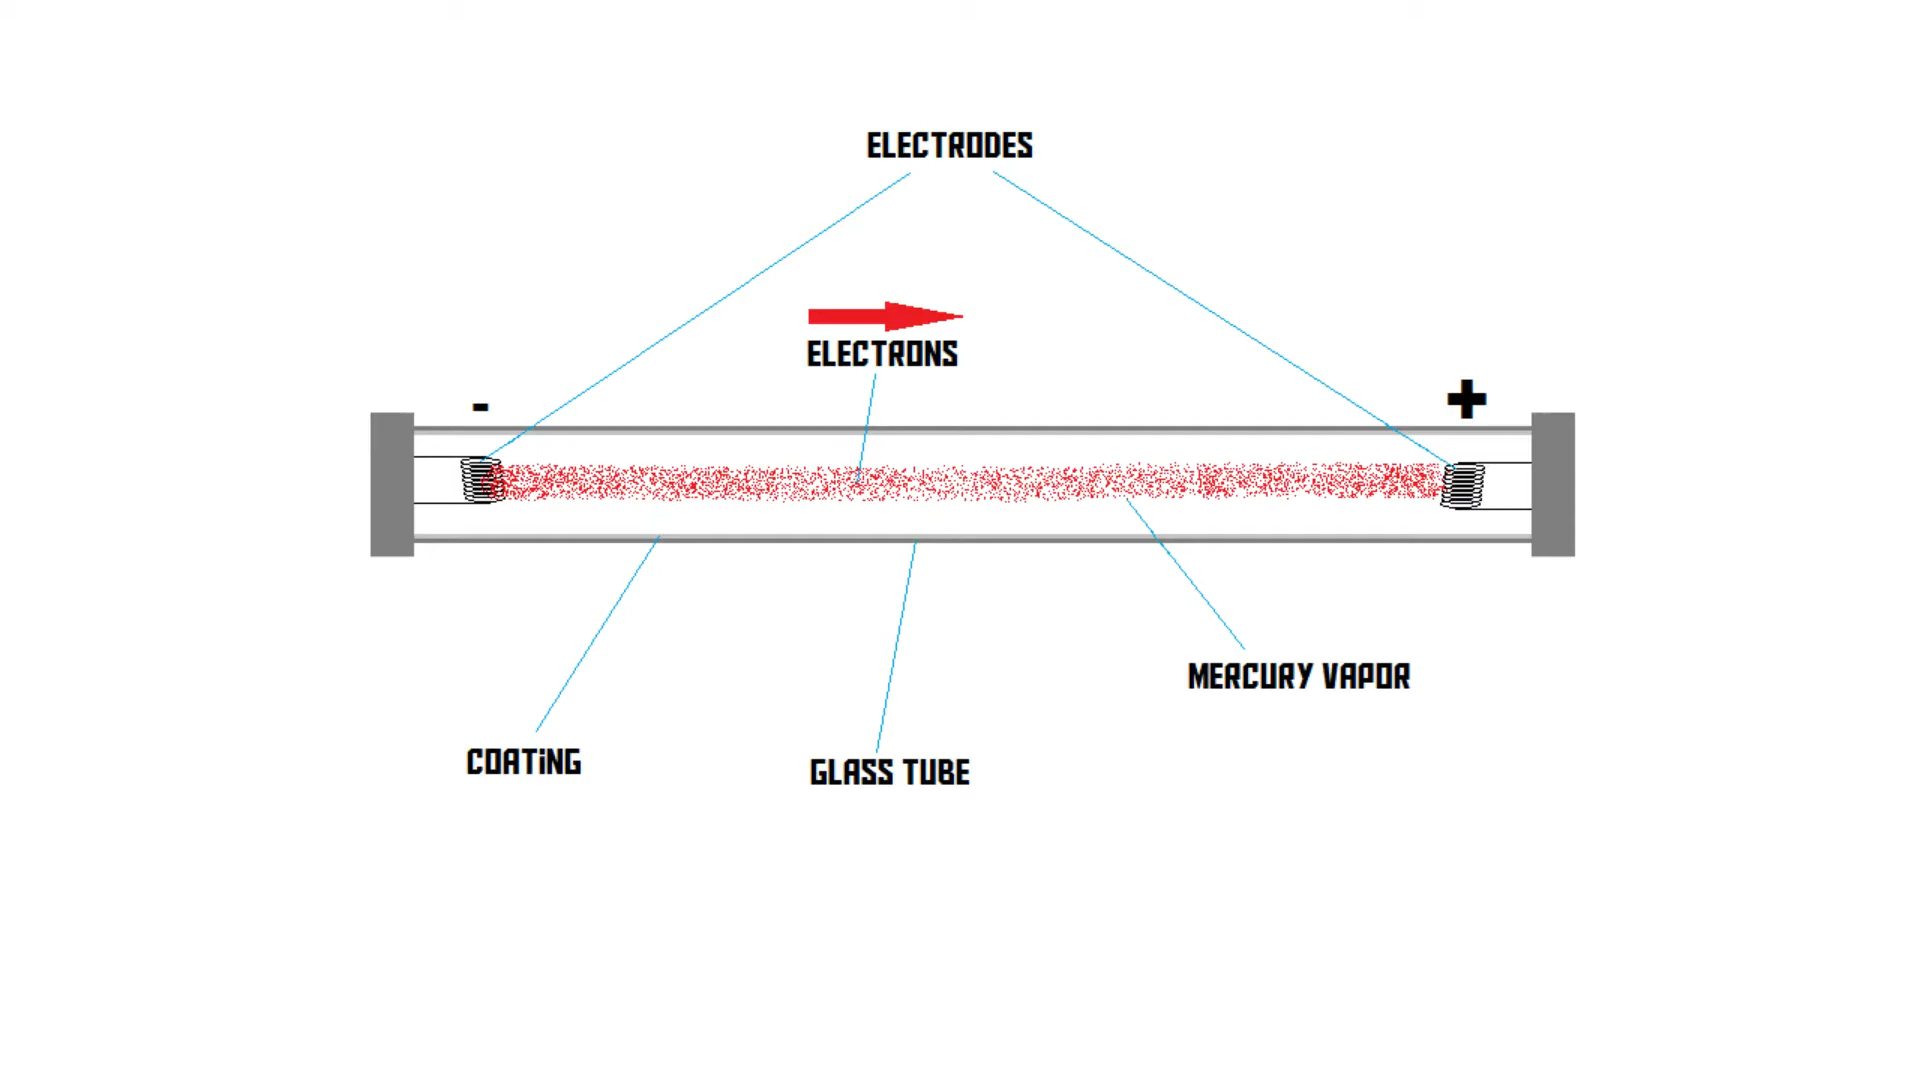 ELECTRODES
ELECTRONS
-
+
MERCURY VAPOR
COATiNG
GLASS TUBE